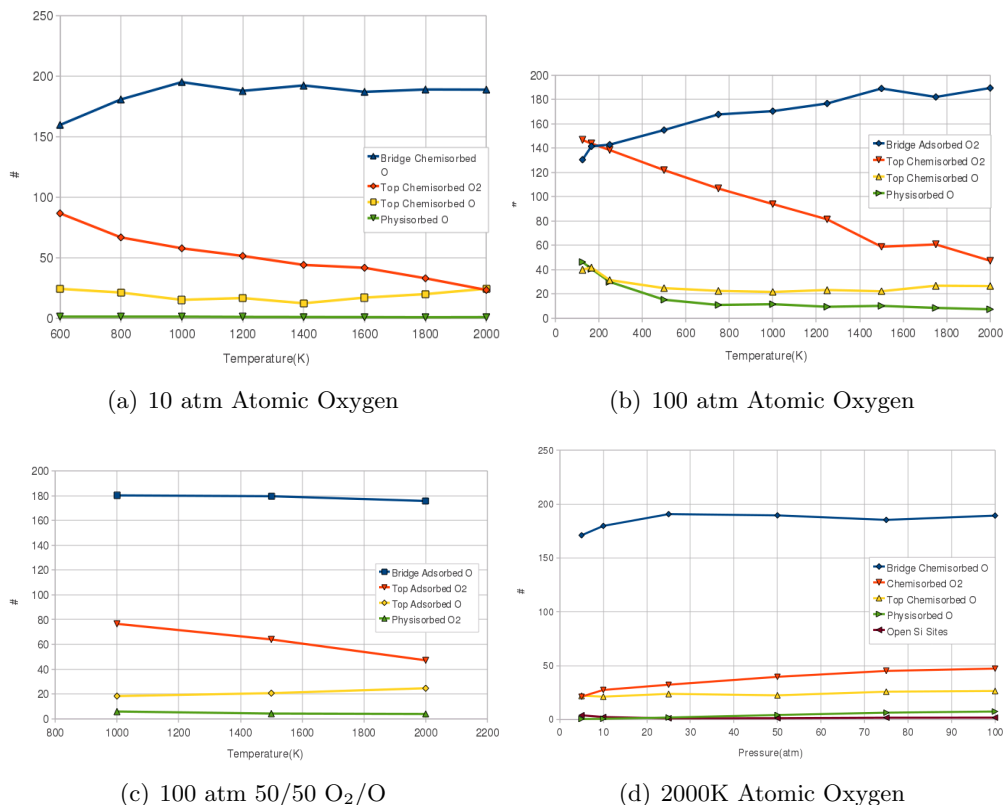 250
200
150
100
50
0
#
600 800 1000 1200 1400 1600 1800 2000
Temperature(K)
Bridge Chemisorbed
O
Top Chemisorbed O2
Top Chemisorbed O
Physisorbed O
(a) 10 atm Atomic Oxygen
200
180
160
140
120
100
80
60
40
20
0
0 200 400 600 800 1000 1200 1400 1600 1800 2000
Temperature(K)
Bridge Adsorbed O2
Top Chemisorbed O2
Top Chemisorbed O
Physisorbed O
(b) 100 atm Atomic Oxygen
#
200
180
160
140
120
100
80
60
40
20
0
800 1000 1200 1400 1600 1800 2000 2200
Temperature(K)
Bridge Adsorbed O
Top Adsorbed O2
Top Adsorbed O
Physisorbed O2
(c) 100 atm 50/50 O₂/O
#
250
200
150
100
50
0
0 10 20 30 40 50 60 70 80 90 100
Pressure(atm)
Bridge Chemisorbed O
Chemisorbed O2
Top Chemisorbed O
Physisorbed O
Open Si Sites
(d) 2000K Atomic Oxygen